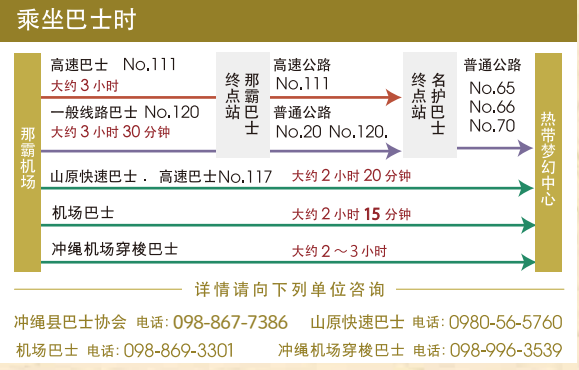 乘坐巴士时
高速巴士 No.111
大约3小时
一般线路巴士 No.120
大约3小时30分钟
那霸巴士
终点站
高速公路
No.111
普通公路
No.20 No.120.
名护巴士
终点站
普通公路
No.65
No.66
No.70
那霸机场
热带梦幻中心
山原快速巴士 . 高速巴士No.117 大约2小时20分钟
机场巴士 大约2小时15分钟
冲绳机场穿梭巴士 大约2～3小时
详情请向下列单位咨询
冲绳县巴士协会 电话:098-867-7386 山原快速巴士 电话:0980-56-5760
机场巴士 电话:098-869-3301 冲绳机场穿梭巴士 电话:098-996-3539